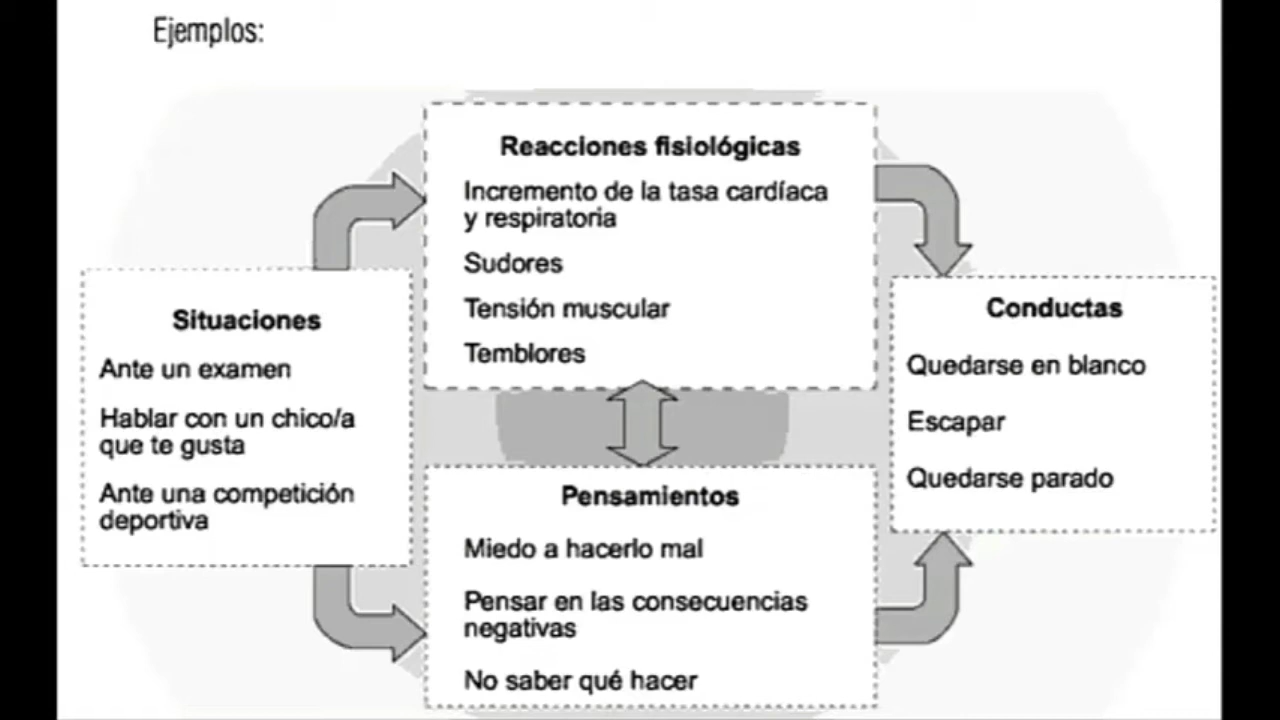 Ejemplos:
Situaciones
Ante un examen
Hablar con un chico/a
que te gusta
Ante una competición
deportiva
Reacciones fisiológicas
Incremento de la tasa cardíaca
y respiratoria
Sudores
Tensión muscular
Temblores
Pensamientos
Miedo a hacerlo mal
Pensar en las consecuencias
negativas
No saber qué hacer
Conductas
Quedarse en blanco
Escapar
Quedarse parado